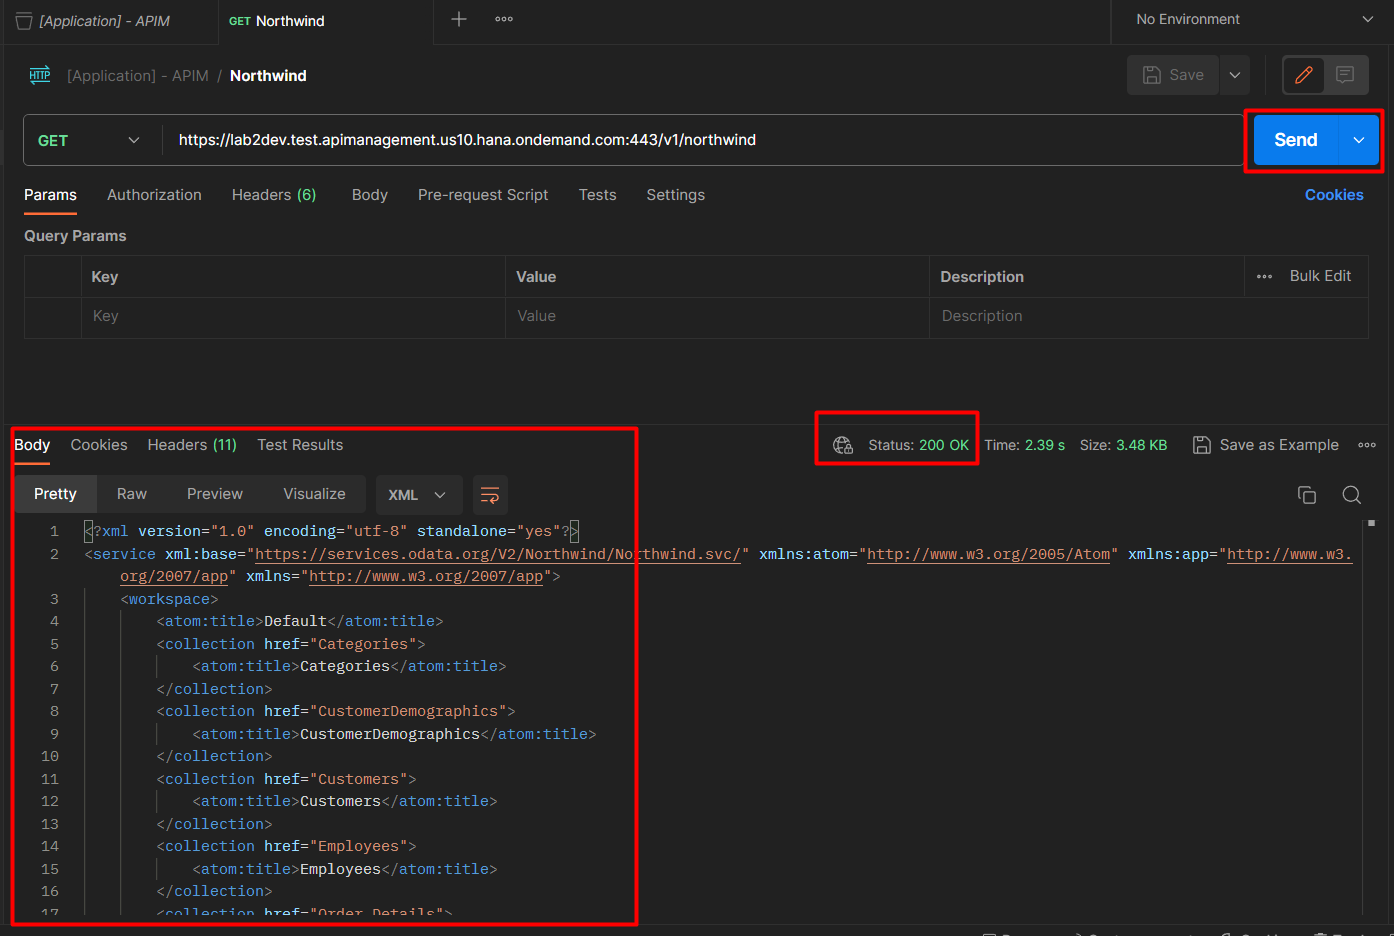 [Application] - APIM
GET Northwind
No Environment
HTTP [Application] - APIM / Northwind
Save
GET https://lab2dev.test.apimanagement.us10.hana.ondemand.com:443/v1/northwind
Send
Params Authorization Headers (6) Body Pre-request Script Tests Settings
Cookies
Query Params
Key Value Description Bulk Edit
Key Value Description
Body Cookies Headers (11) Test Results
Status: 200 OK Time: 2.39 s Size: 3.48 KB Save as Example
Pretty Raw Preview Visualize XML
1 <?xml version="1.0" encoding="utf-8" standalone="yes"?>
2 <service xml:base="https://services.odata.org/V2/Northwind/Northwind.svc/" xmlns:atom="http://www.w3.org/2005/Atom" xmlns:app="http://www.w3.
org/2007/app" xmlns="http://www.w3.org/2007/app">
3 <workspace>
4 <atom:title>Default</atom:title>
5 <collection href="Categories">
6 <atom:title>Categories</atom:title>
7 </collection>
8 <collection href="CustomerDemographics">
9 <atom:title>CustomerDemographics</atom:title>
10 </collection>
11 <collection href="Customers">
12 <atom:title>Customers</atom:title>
13 </collection>
14 <collection href="Employees">
15 <atom:title>Employees</atom:title>
16 </collection>
17 <collection href="Order_Details">